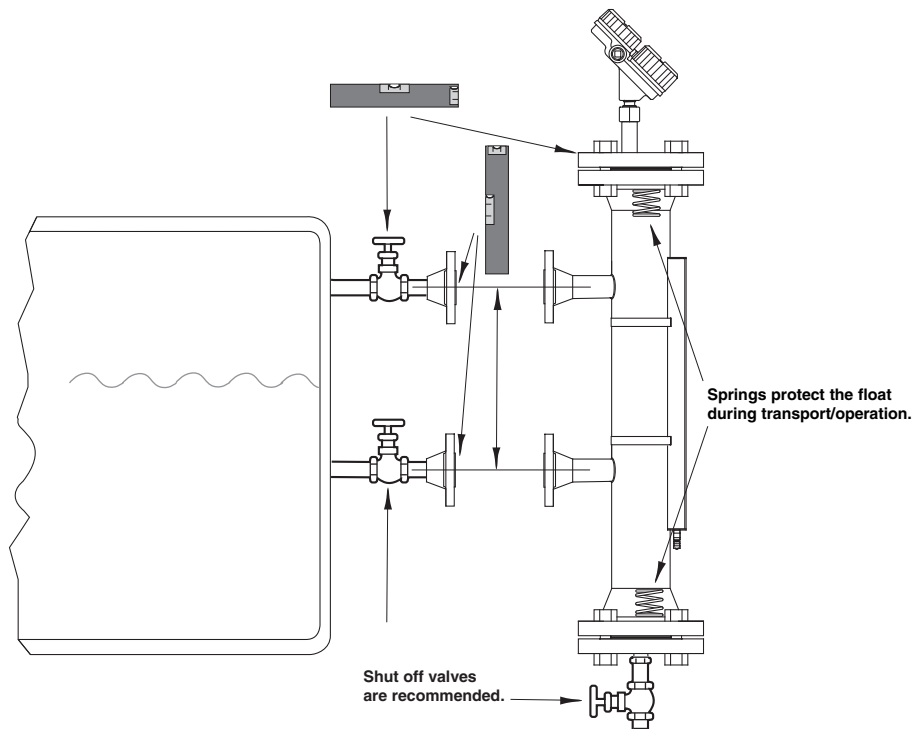 Springs protect the float
during transport/operation.
Shut off valves
are recommended.